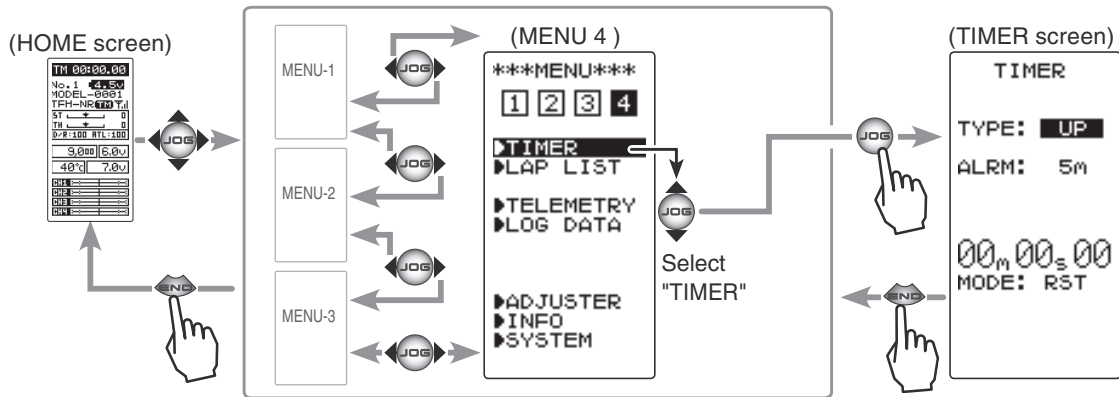 (HOME screen)
TM 00:00.00
No.1 4.5v
MODEL-0001
TFH-NR TM
ST 0
TH 0
D/R:100 ATL:100
9,000 6.0v
40°c 7.0v
CH1
CH2
CH3
CH4
JOG
END
MENU-1
MENU-2
MENU-3
JOG
JOG
JOG
JOG
(MENU 4 )
***MENU***
1 2 3 4
TIMER
LAP LIST
TELEMETRY
LOG DATA
ADJUSTER
INFO
SYSTEM
JOG
Select
"TIMER"
JOG
END
(TIMER screen)
TIMER
TYPE: UP
ALRM: 5m
00m00s00
MODE: RST